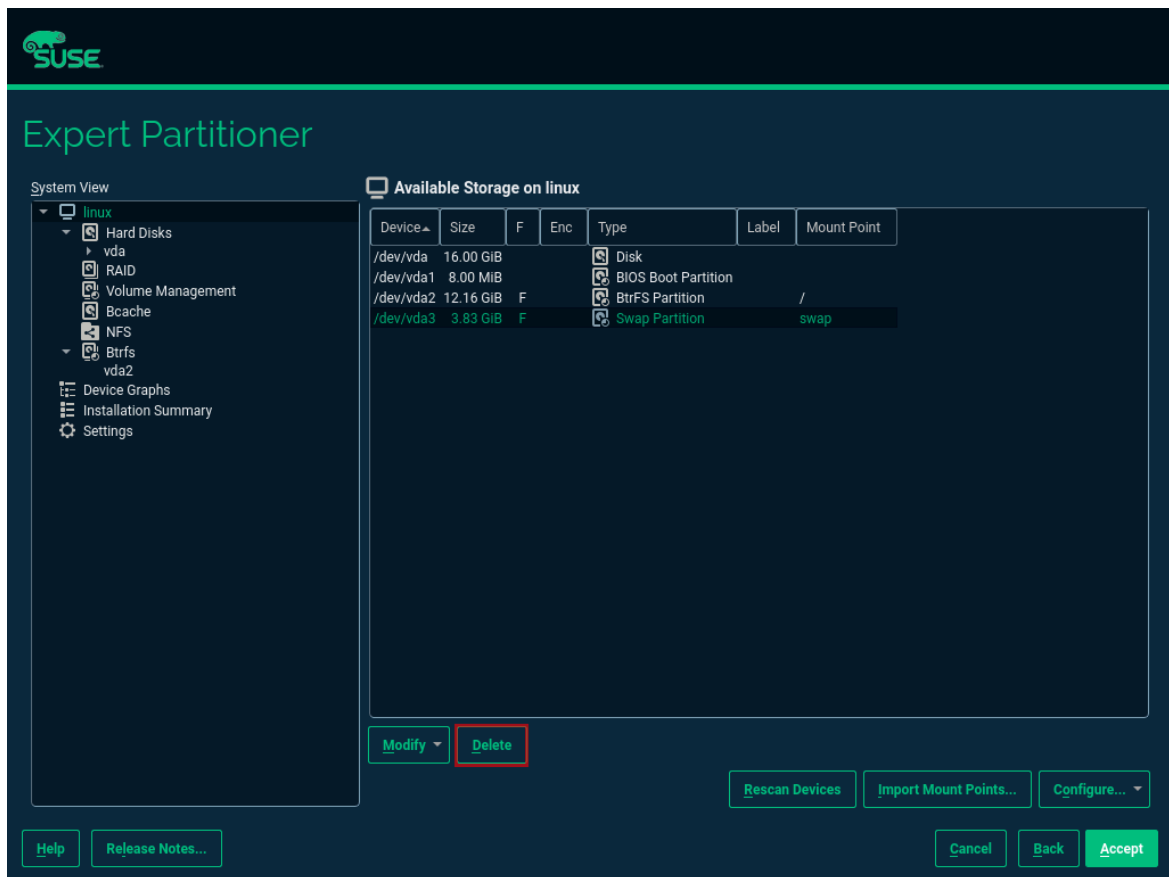 SUSE
Expert Partitioner
System View
linux
Hard Disks
vda
RAID
Volume Management
Bcache
NFS
Btrfs
vda2
Device Graphs
Installation Summary
Settings
Available Storage on linux
Device Size F Enc Type Label Mount Point
/dev/vda 16.00 GiB Disk
/dev/vda1 8.00 MiB BIOS Boot Partition
/dev/vda2 12.16 GiB F BtrFS Partition /
/dev/vda3 3.83 GiB F Swap Partition swap
Modify Delete
Rescan Devices Import Mount Points... Configure...
Help Release Notes... Cancel Back Accept